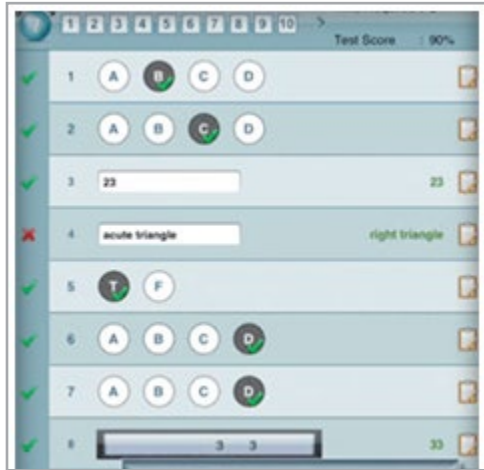 1 2 3 4 5 6 7 8 9 10 >
Test Score : 90%
1 A B C D
2 A B C D
3 23 23
4 acute triangle right triangle
5 T F
6 A B C D
7 A B C D
8 3 3 33